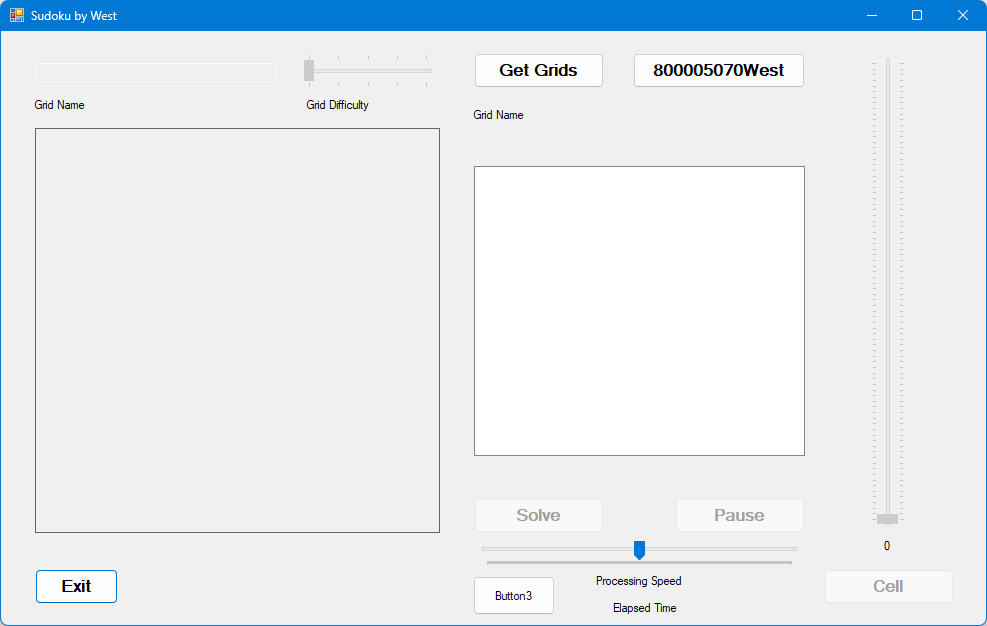 Sudoku by West
Get Grids
800005070West
Grid Name
Grid Difficulty
Grid Name
Solve
Pause
0
Processing Speed
Exit
Button3
Cell
Elapsed Time